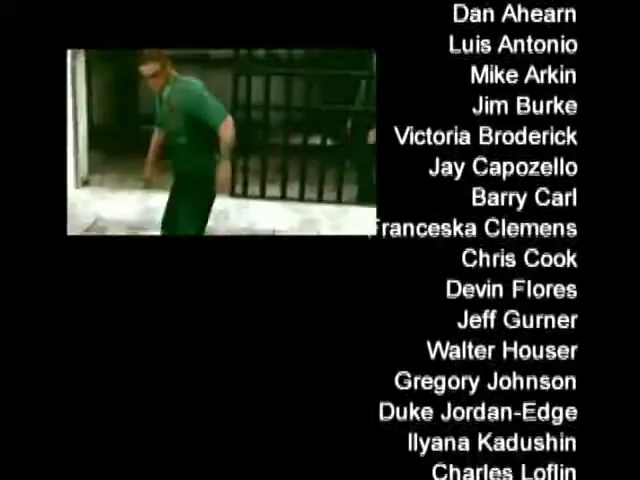 Dan Ahearn
Luis Antonio
Mike Arkin
Jim Burke
Victoria Broderick
Jay Capozello
Barry Carl
Franceska Clemens
Chris Cook
Devin Flores
Jeff Gurner
Walter Houser
Gregory Johnson
Duke Jordan-Edge
Ilyana Kadushin
Charles Loflin